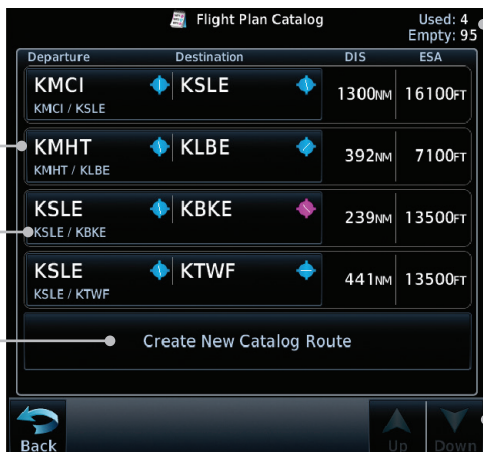 Flight Plan Catalog
Used: 4
Empty: 95
Departure Destination DIS ESA
KMCI KSLE 1300NM 16100FT
KMCI / KSLE
KMHT KLBE 392NM 7100FT
KMHT / KLBE
KSLE KBKE 239NM 13500FT
KSLE / KBKE
KSLE KTWF 441NM 13500FT
KSLE / KTWF
Create New Catalog Route
Back Up Down